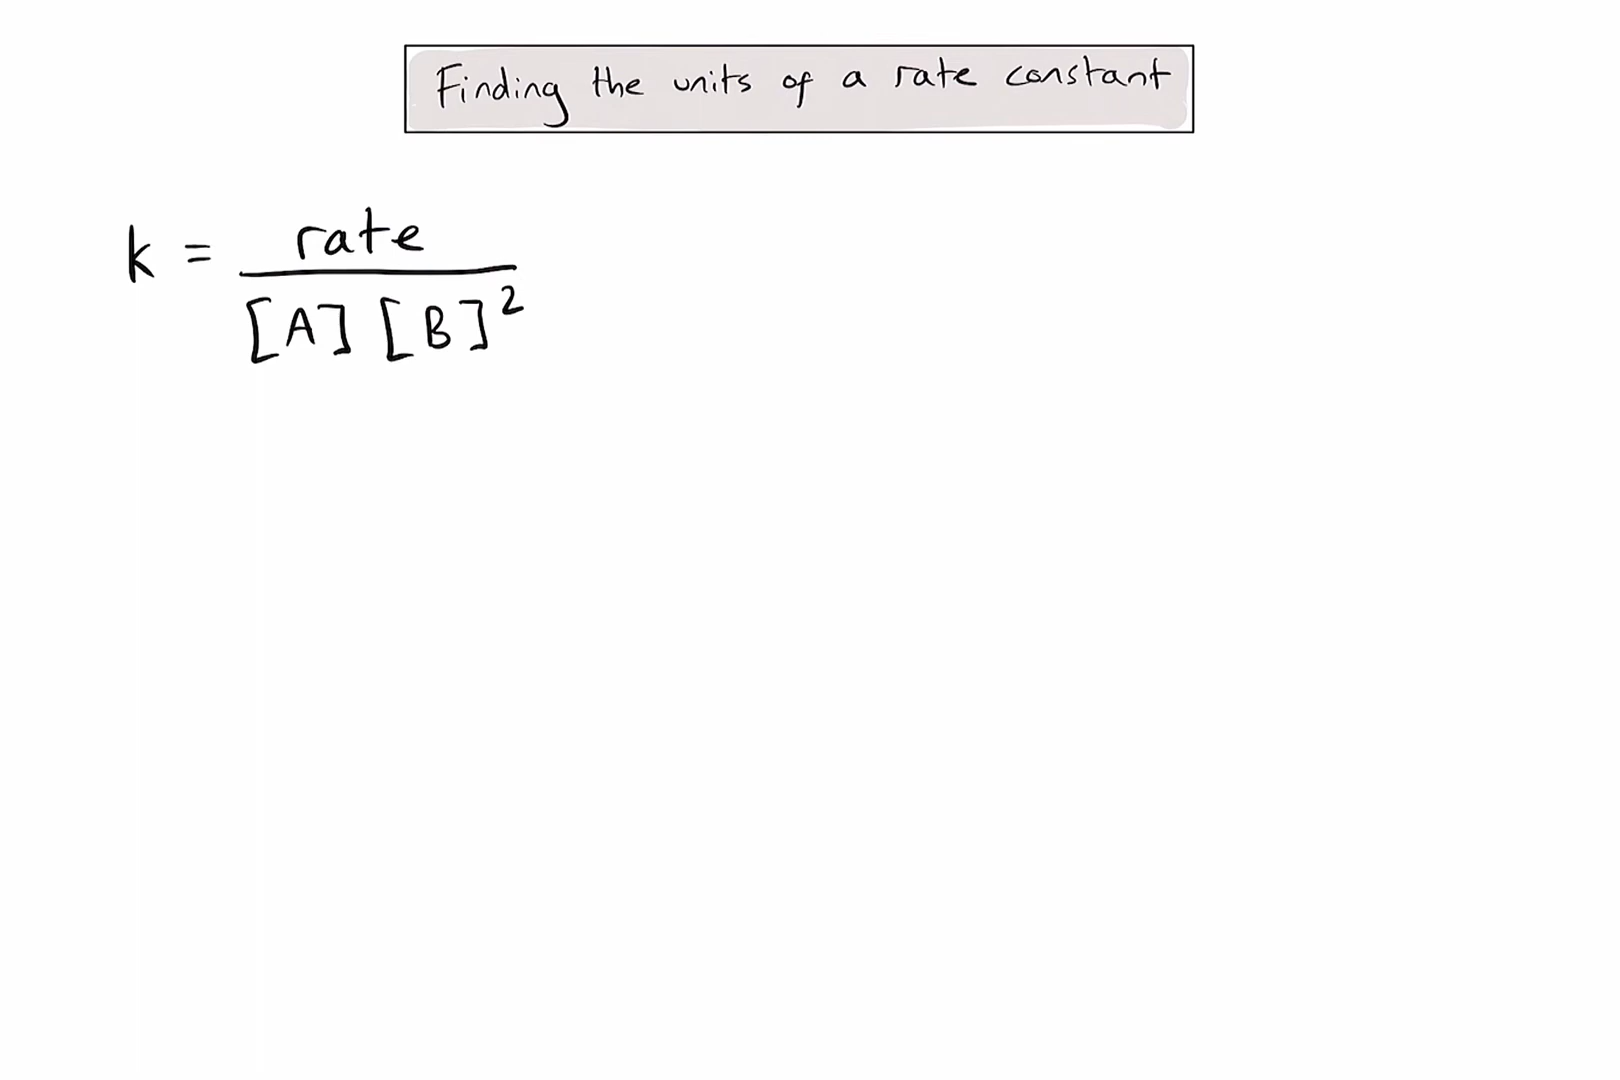 Finding the units of a rate constant
k = rate
[A] [B]²